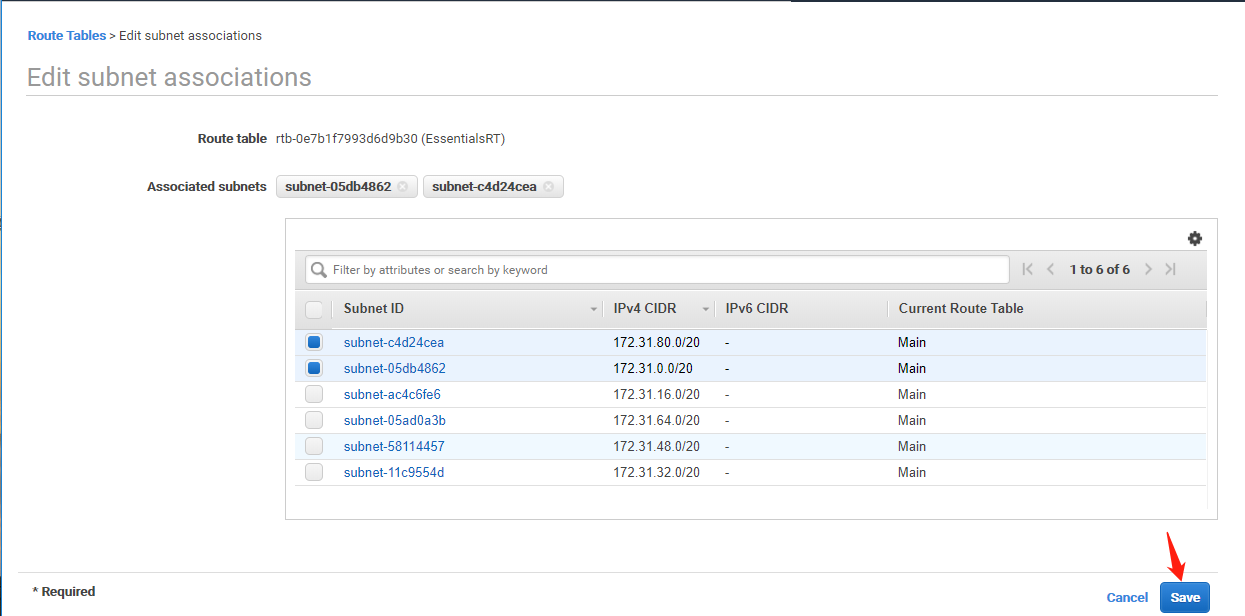 Route Tables > Edit subnet associations
Edit subnet associations
Route table rtb-0e7b1f7993d6d9b30 (EssentialsRT)
Associated subnets subnet-05db4862 subnet-c4d24cea
Filter by attributes or search by keyword 1 to 6 of 6
Subnet ID IPv4 CIDR IPv6 CIDR Current Route Table
subnet-c4d24cea 172.31.80.0/20 - Main
subnet-05db4862 172.31.0.0/20 - Main
subnet-ac4c6fe6 172.31.16.0/20 - Main
subnet-05ad0a3b 172.31.64.0/20 - Main
subnet-58114457 172.31.48.0/20 - Main
subnet-11c9554d 172.31.32.0/20 - Main
* Required
Cancel Save